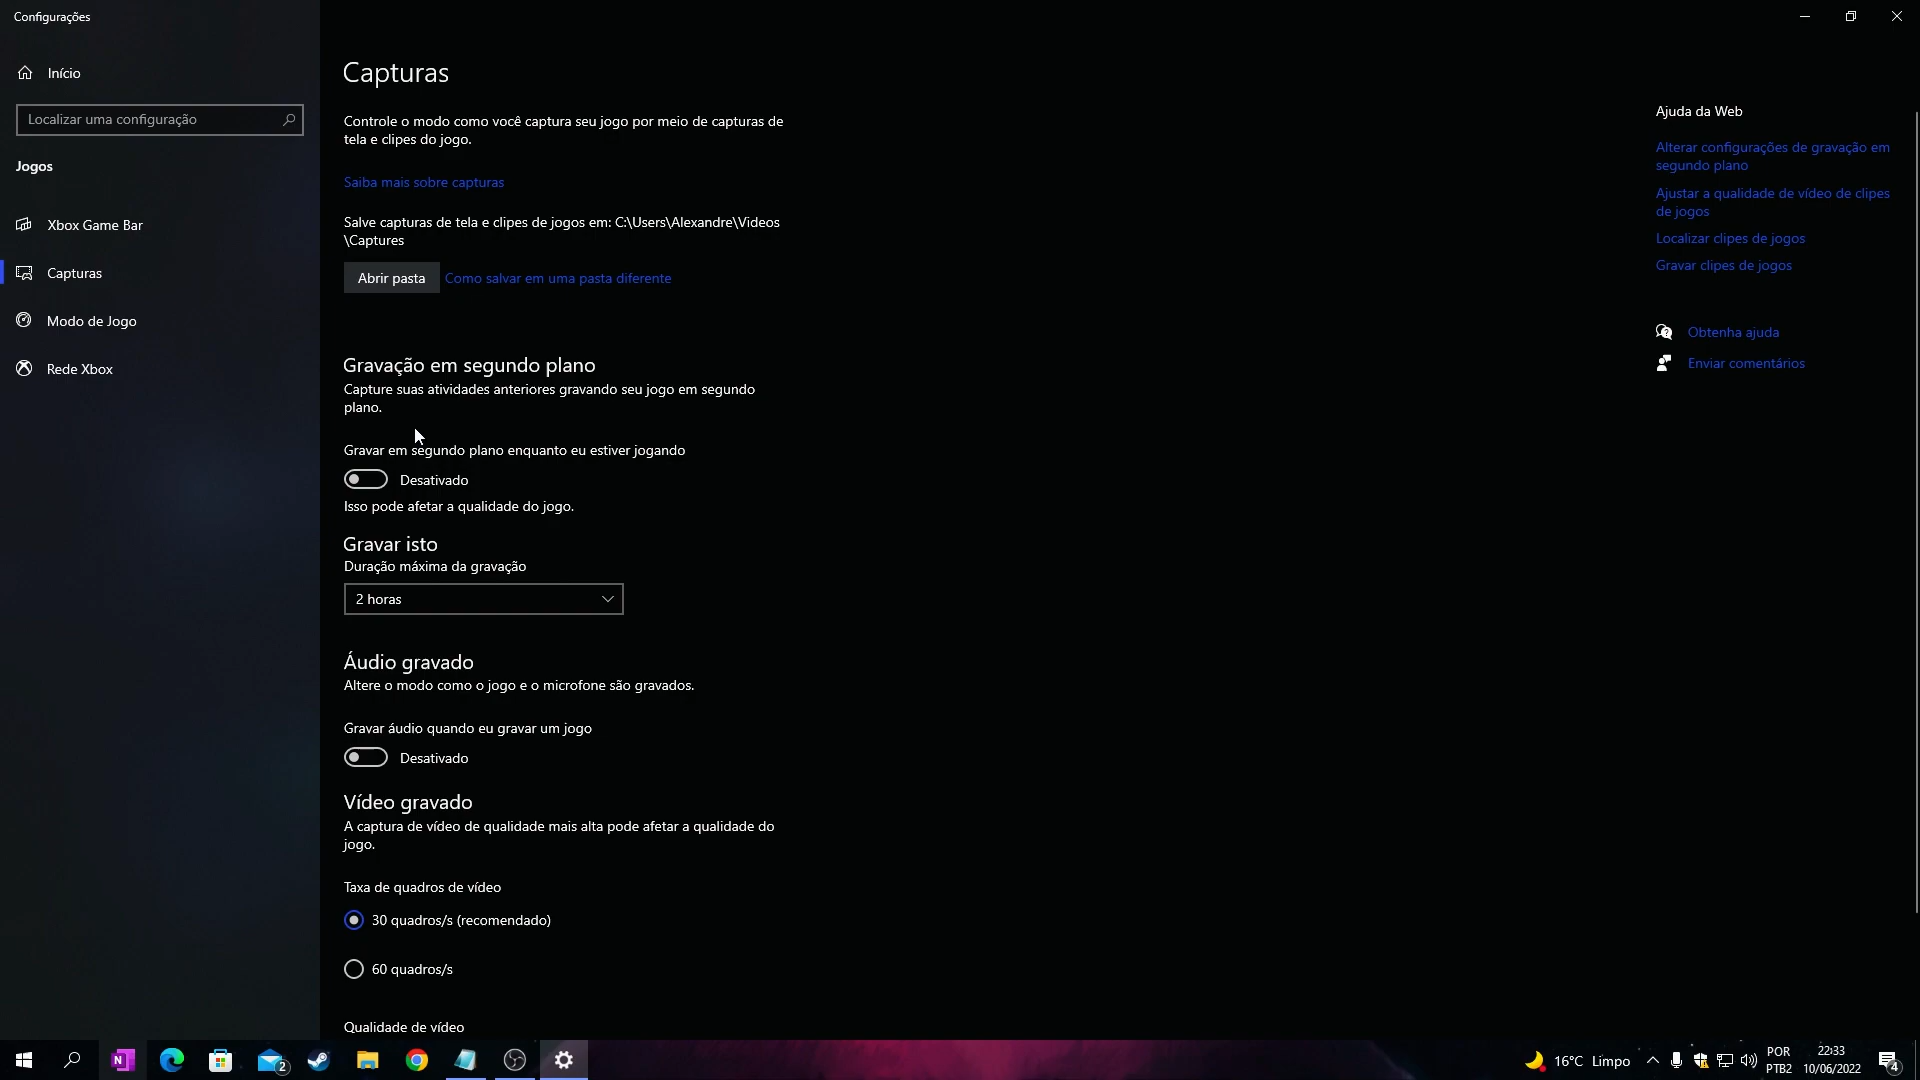 Configurações
Início
Localizar uma configuração
Jogos
Xbox Game Bar
Capturas
Modo de Jogo
Rede Xbox
Capturas
Controle o modo como você captura seu jogo por meio de capturas de
tela e clipes do jogo.
Saiba mais sobre capturas
Salve capturas de tela e clipes de jogos em: C:\Users\Alexandre\Videos
\Captures
Abrir pasta
Como salvar em uma pasta diferente
Gravação em segundo plano
Capture suas atividades anteriores gravando seu jogo em segundo
plano.
Gravar em segundo plano enquanto eu estiver jogando
Desativado
Isso pode afetar a qualidade do jogo.
Gravar isto
Duração máxima da gravação
2 horas
Áudio gravado
Altere o modo como o jogo e o microfone são gravados.
Gravar áudio quando eu gravar um jogo
Desativado
Vídeo gravado
A captura de vídeo de qualidade mais alta pode afetar a qualidade do
jogo.
Taxa de quadros de vídeo
30 quadros/s (recomendado)
60 quadros/s
Qualidade de vídeo
Ajuda da Web
Alterar configurações de gravação em
segundo plano
Ajustar a qualidade de vídeo de clipes
de jogos
Localizar clipes de jogos
Gravar clipes de jogos
Obtenha ajuda
Enviar comentários
N
2
16°C Limpo
POR
PTB2
22:33
10/06/2022
4